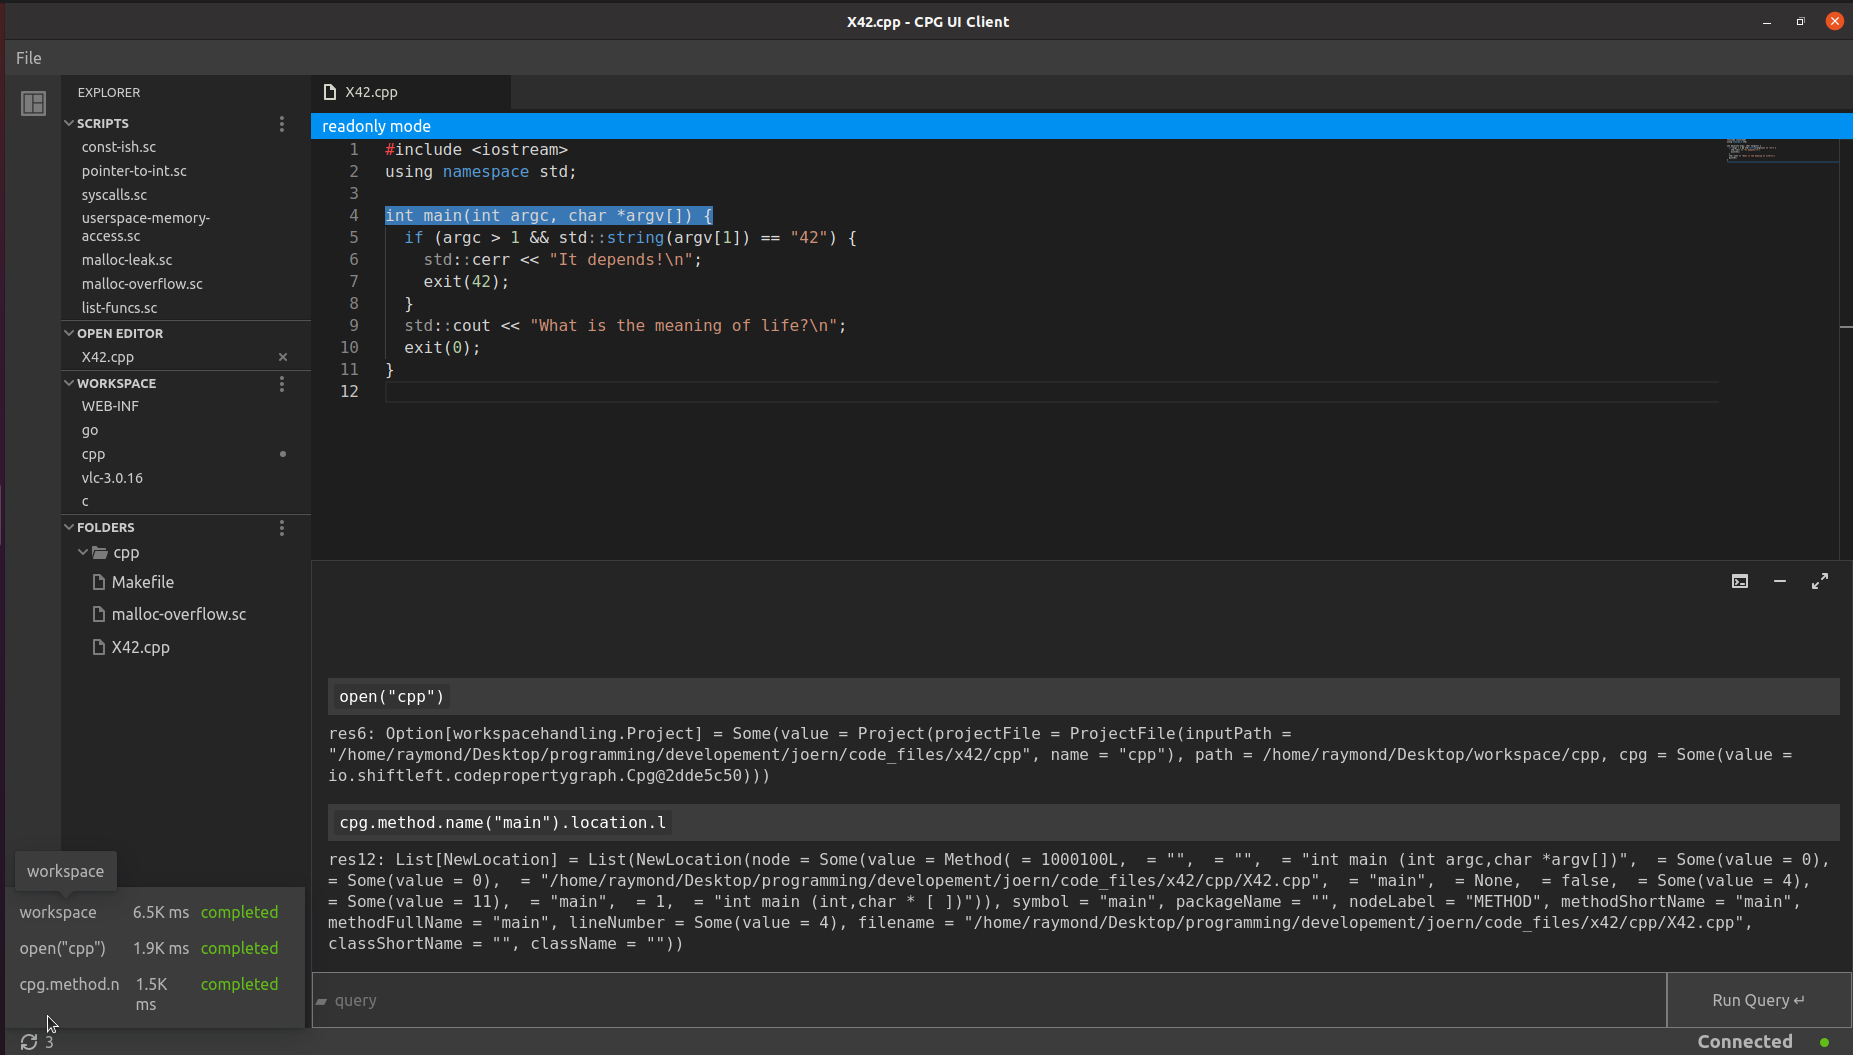 X42.cpp - CPG UI Client
File
EXPLORER
SCRIPTS
const-ish.sc
pointer-to-int.sc
syscalls.sc
userspace-memory-
access.sc
malloc-leak.sc
malloc-overflow.sc
list-funcs.sc
OPEN EDITOR
X42.cpp
WORKSPACE
WEB-INF
go
cpp
vlc-3.0.16
c
FOLDERS
cpp
Makefile
malloc-overflow.sc
X42.cpp
X42.cpp
readonly mode
1 #include <iostream>
2 using namespace std;
3
4 int main(int argc, char *argv[]) {
5 if (argc > 1 && std::string(argv[1]) == "42") {
6 std::cerr << "It depends!\n";
7 exit(42);
8 }
9 std::cout << "What is the meaning of life?\n";
10 exit(0);
11 }
12
open("cpp")
res6: Option[workspacehandling.Project] = Some(value = Project(projectFile = ProjectFile(inputPath =
"/home/raymond/Desktop/programming/developement/joern/code_files/x42/cpp", name = "cpp"), path = /home/raymond/Desktop/workspace/cpp, cpg = Some(value =
io.shiftleft.codepropertygraph.Cpg@2dde5c50)))
cpg.method.name("main").location.l
res12: List[NewLocation] = List(NewLocation(node = Some(value = Method( = 1000100L,  = "",  = "",  = "int main (int argc,char *argv[])",  = Some(value = 0),
= Some(value = 0),  = "/home/raymond/Desktop/programming/developement/joern/code_files/x42/cpp/X42.cpp",  = "main",  = None,  = false,  = Some(value = 4),
= Some(value = 11),  = "main",  = 1,  = "int main (int,char * [ ])")), symbol = "main", packageName = "", nodeLabel = "METHOD", methodShortName = "main",
methodFullName = "main", lineNumber = Some(value = 4), filename = "/home/raymond/Desktop/programming/developement/joern/code_files/x42/cpp/X42.cpp",
classShortName = "", className = ""))
workspace
workspace 6.5K ms completed
open("cpp") 1.9K ms completed
cpg.method.n 1.5K ms completed
query
Run Query ↵
3
Connected